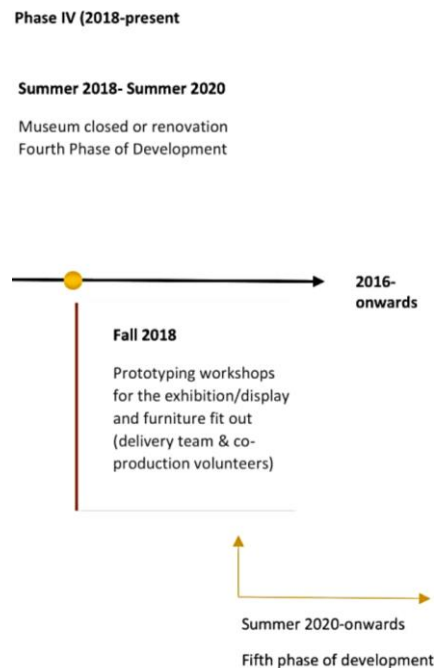 Phase IV (2018-present
Summer 2018- Summer 2020
Museum closed or renovation
Fourth Phase of Development
2016-
onwards
Fall 2018
Prototyping workshops
for the exhibition/display
and furniture fit out
(delivery team & co-
production volunteers)
Summer 2020-onwards
Fifth phase of development